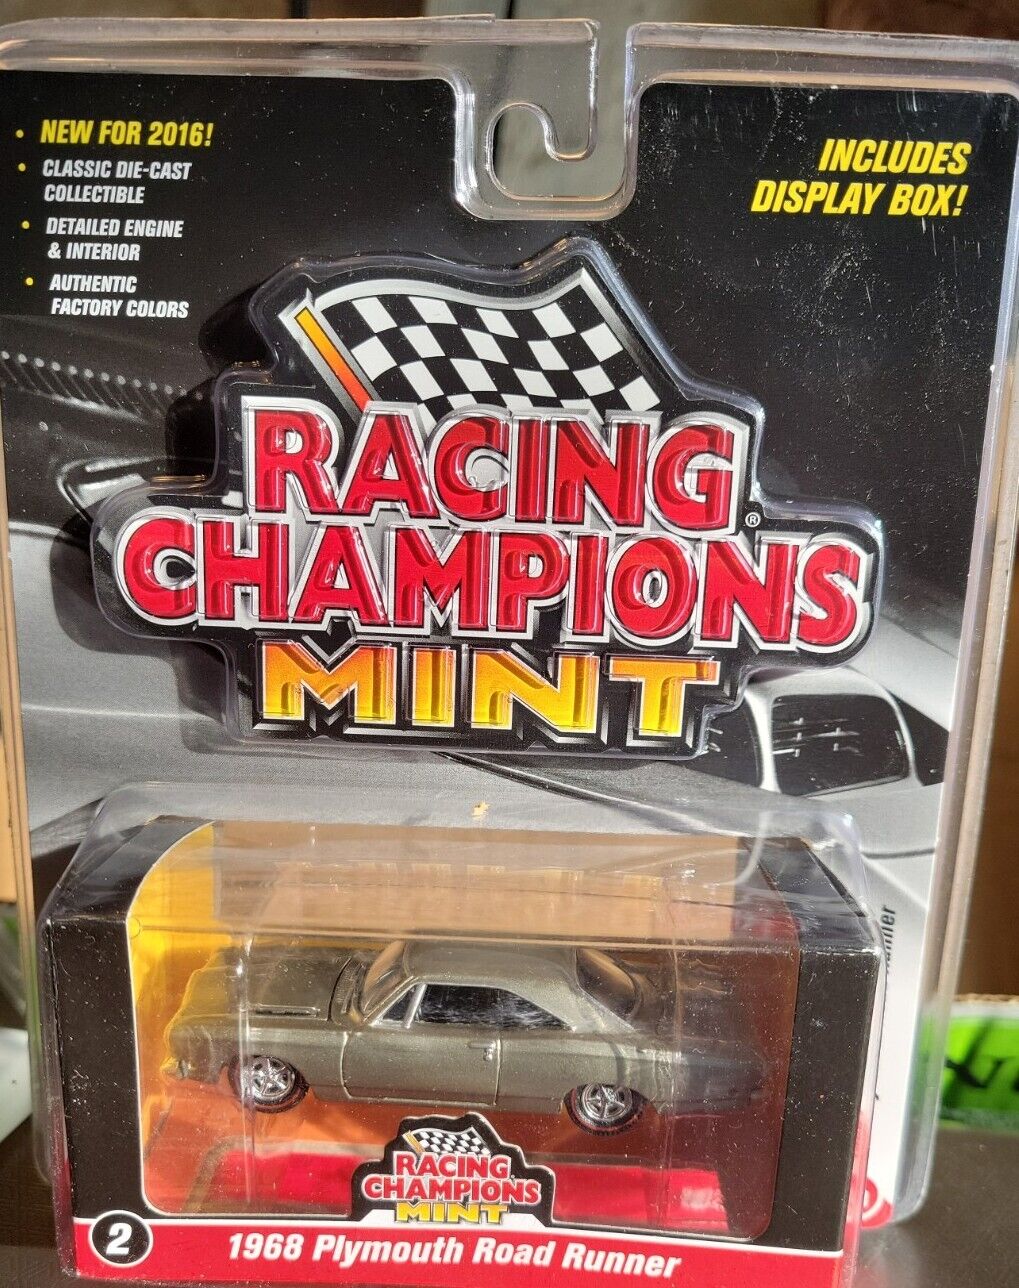 • NEW FOR 2016!
• CLASSIC DIE-CAST
COLLECTIBLE
• DETAILED ENGINE
& INTERIOR
• AUTHENTIC
FACTORY COLORS
INCLUDES
DISPLAY BOX!
RACING
CHAMPIONS®
MINT
RACING
CHAMPIONS
MINT
2
1968 Plymouth Road Runner